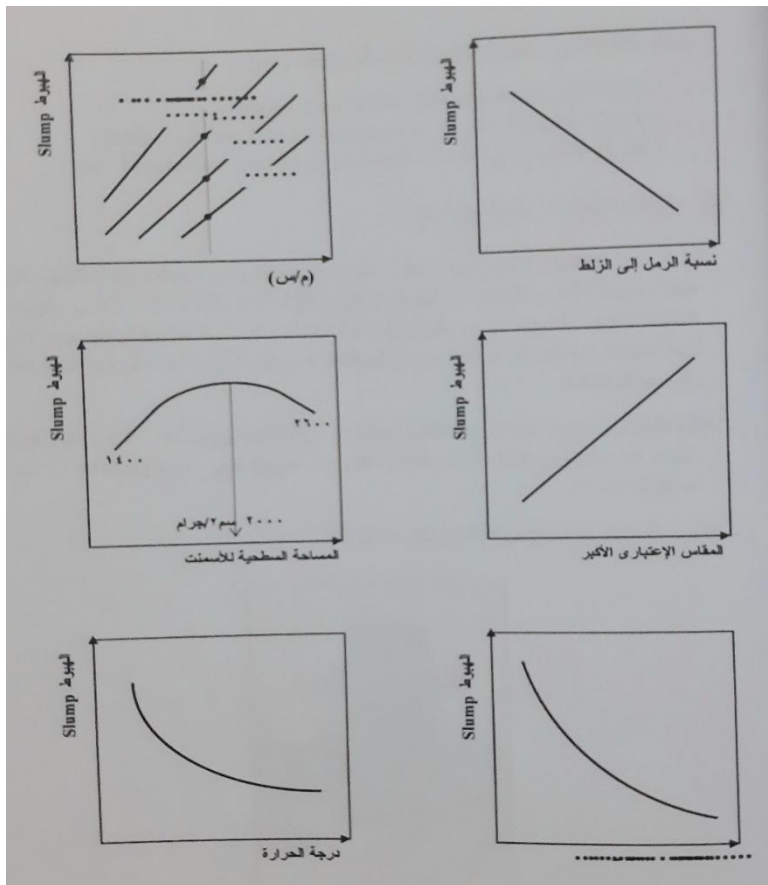 الهبوط Slump
(م/س)
الهبوط Slump
نسبة الرمل إلى الزلط
الهبوط Slump
١٤٠٠
٢٦٠٠
٢٠٠٠ سم٢/جرام
المساحة السطحية للأسمنت
الهبوط Slump
المقاس الإعتبارى الأكبر
الهبوط Slump
درجة الحرارة
الهبوط Slump